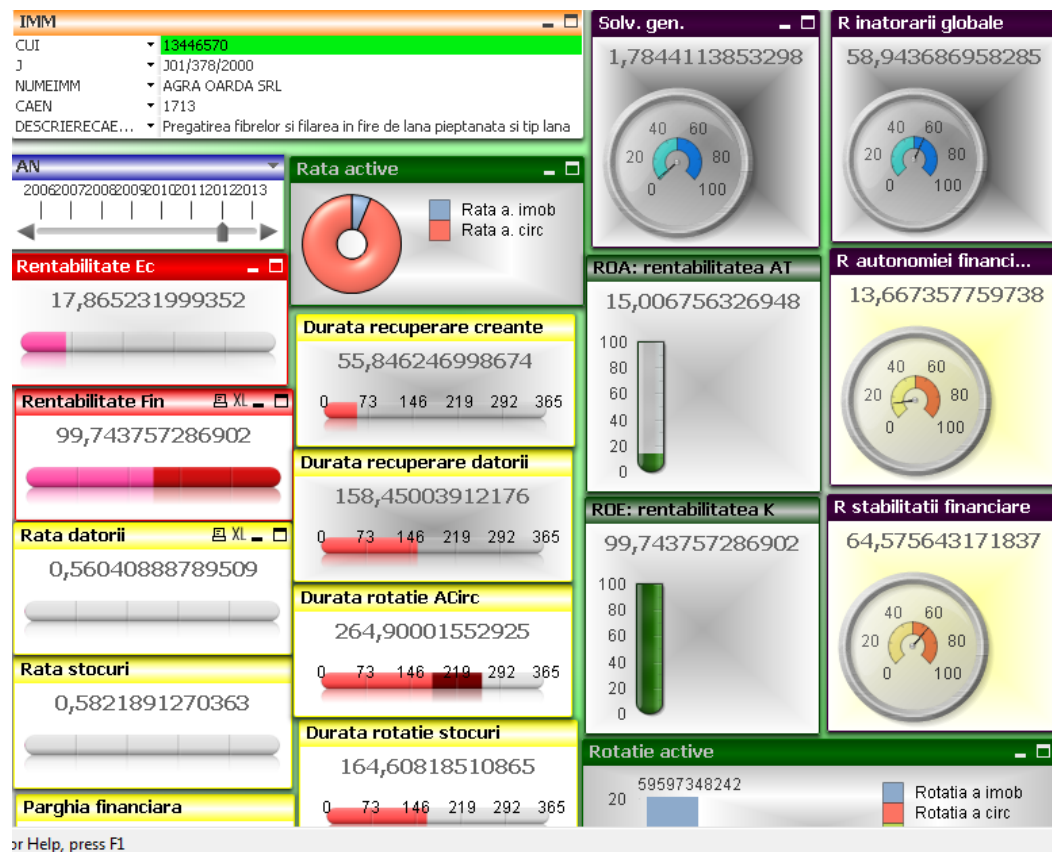 IMM
CUI 13446570
J J01/378/2000
NUMEIMM AGRA OARDA SRL
CAEN 1713
DESCRIERECAE... Pregatirea fibrelor si filarea in fire de lana pieptanata si tip lana
AN
2006 2007 2008 2009 2010 2011 2012 2013
Rentabilitate Ec
17,865231999352
Rentabilitate Fin XL
99,743757286902
Rata datorii XL
0,56040888789509
Rata stocuri
0,5821891270363
Parghia financiara
Rata active
Rata a. imob
Rata a. circ
Durata recuperare creante
55,846246998674
0 73 146 219 292 365
Durata recuperare datorii
158,45003912176
0 73 146 219 292 365
Durata rotatie ACirc
264,90001552925
0 73 146 219 292 365
Durata rotatie stocuri
164,60818510865
0 73 146 219 292 365
Solv. gen.
1,7844113853298
40 60
20 80
0 100
ROA: rentabilitatea AT
15,006756326948
100
80
60
40
20
0
ROE: rentabilitatea K
99,743757286902
100
80
60
40
20
0
R inatorarii globale
58,943686958285
40 60
20 80
0 100
R autonomiei financi...
13,667357759738
40 60
20 80
0 100
R stabilitatii financiare
64,575643171837
40 60
20 80
0 100
Rotatie active
59597348242
20
Rotatia a imob
Rotatia a circ
or Help, press F1